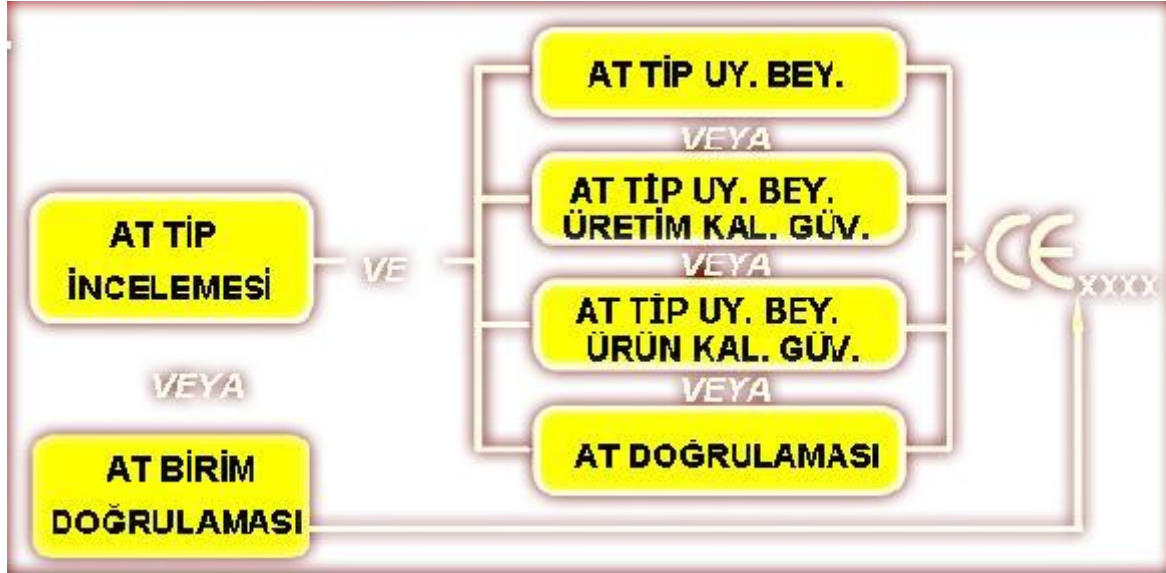 AT TİP UY. BEY.
VEYA
AT TİP UY. BEY.
ÜRETİM KAL. GÜV.
VEYA
AT TİP UY. BEY.
ÜRÜN KAL. GÜV.
VEYA
AT DOĞRULAMASI
AT TİP
İNCELEMESİ
VE
VEYA
AT BİRİM
DOĞRULAMASI
CE xxxx